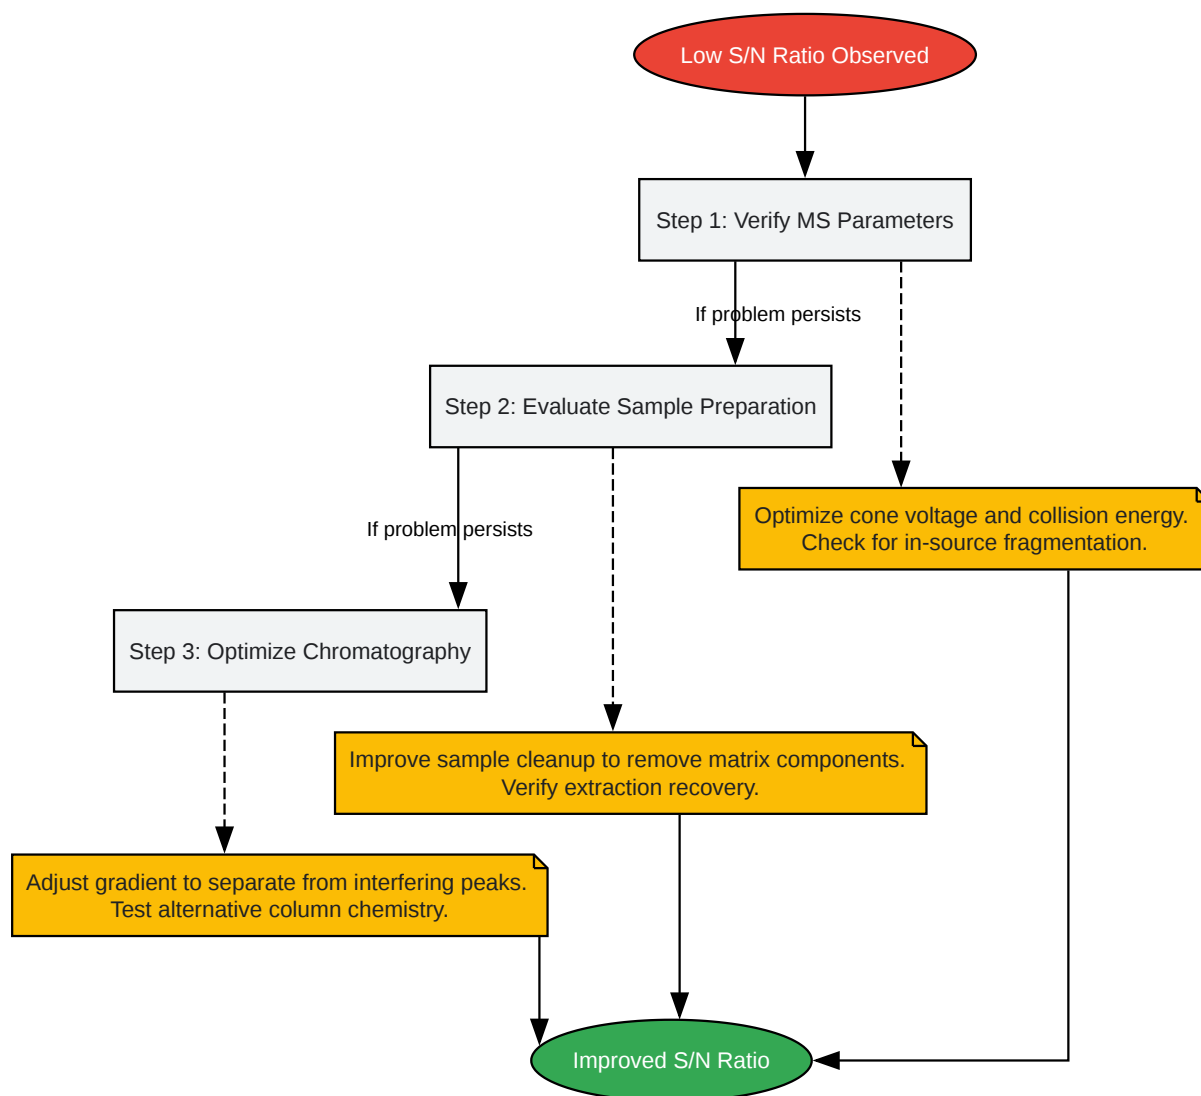 Low S/N Ratio Observed
Step 1: Verify MS Parameters
If problem persists
Step 2: Evaluate Sample Preparation
Optimize cone voltage and collision energy.
Check for in-source fragmentation.
If problem persists
Step 3: Optimize Chromatography
Improve sample cleanup to remove matrix components.
Verify extraction recovery.
Adjust gradient to separate from interfering peaks.
Test alternative column chemistry.
Improved S/N Ratio